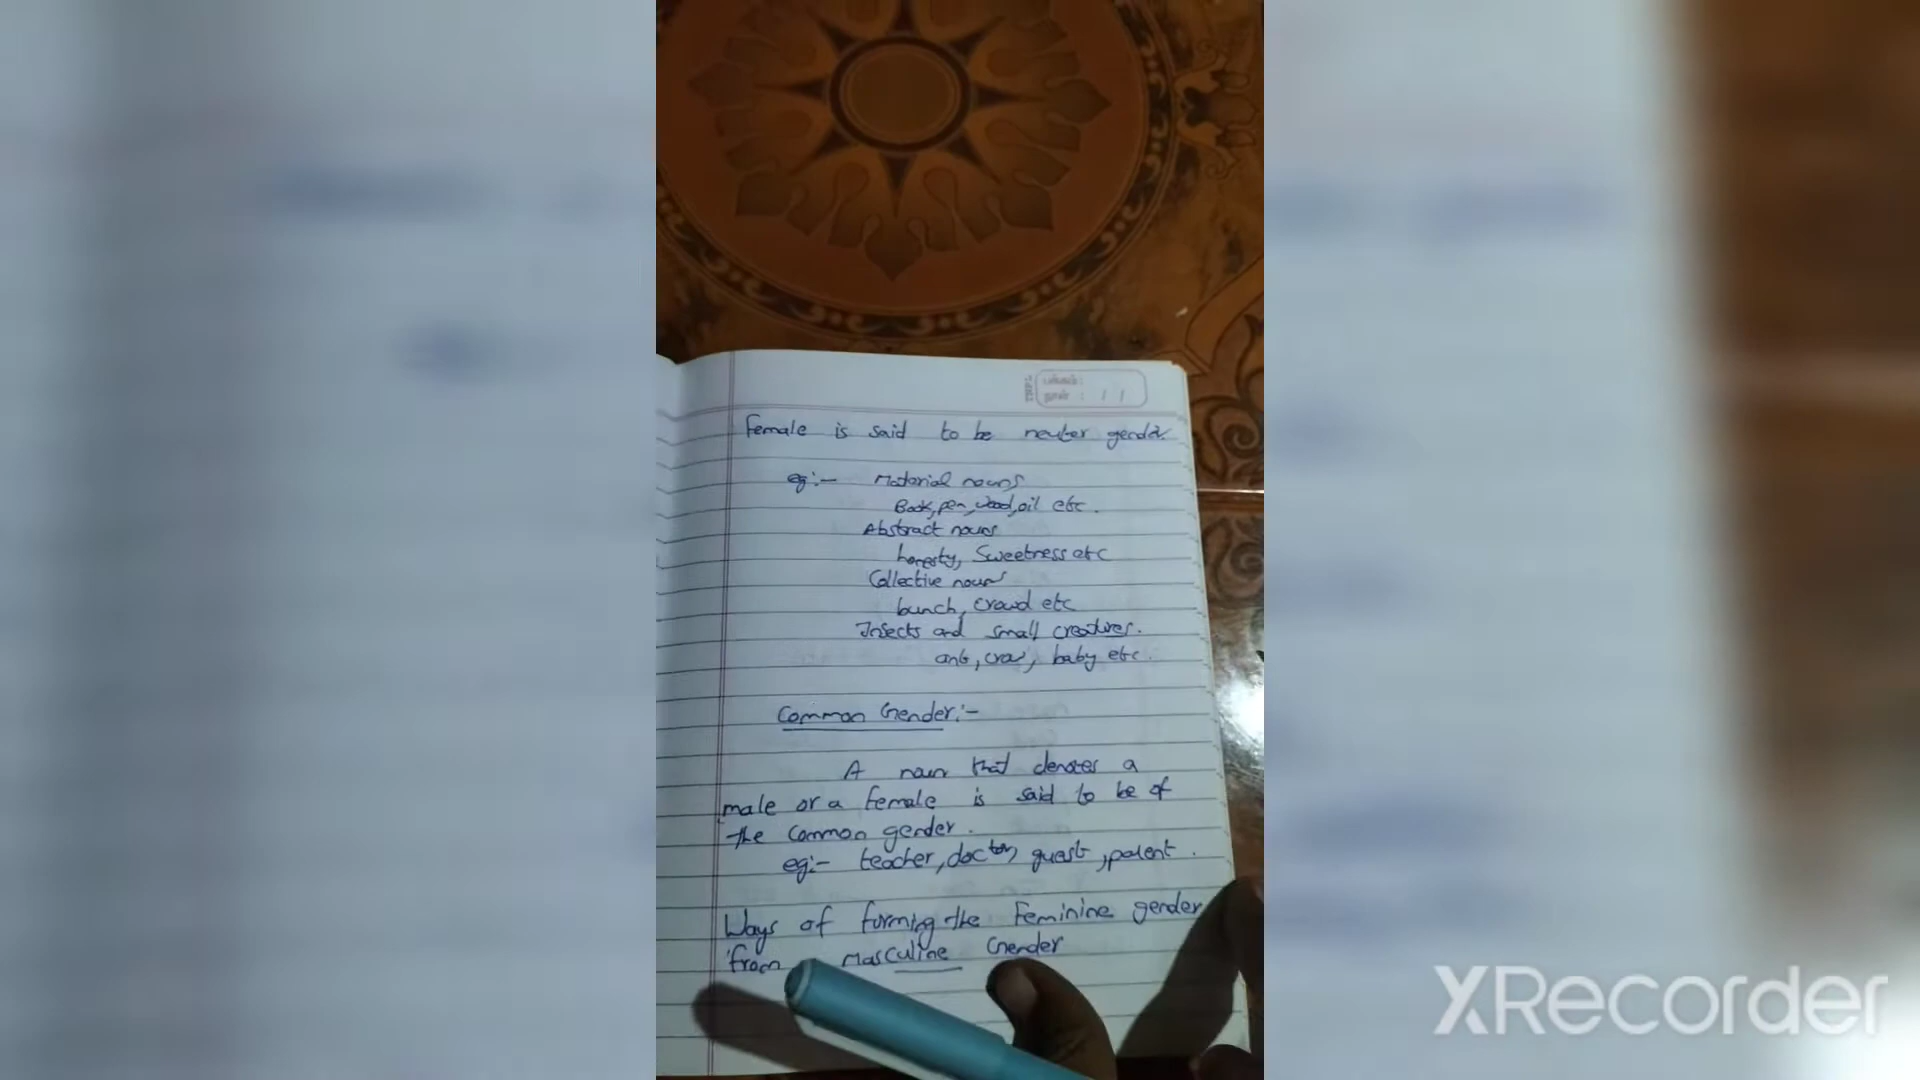 பக்கம்:
நாள் : / /
Female is said to be neuter gender.
eg:- Material nouns
Book, pen, wood, oil etc.
Abstract nouns
honesty, Sweetness etc
Collective nouns
bunch, crowd etc
Insects and small creatures.
ant, crow, baby etc.
Common Gender:-
A noun that denotes a
male or a female is said to be of
the common gender.
eg:- teacher, doctor, guest, parent.
Ways of forming the Feminine gender
from Masculine Gender
XRecorder